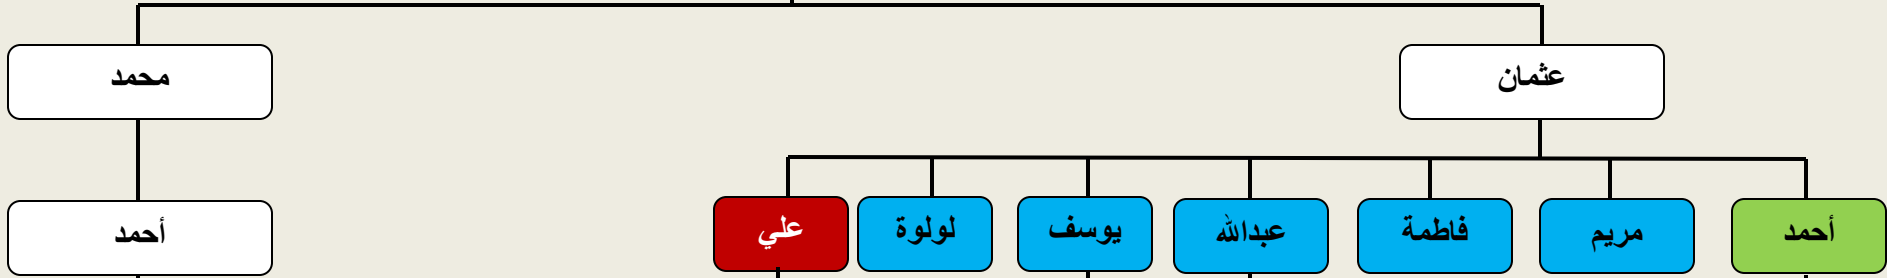 عثمان
محمد
أحمد
مريم
فاطمة
عبدالله
يوسف
لولوة
علي
أحمد